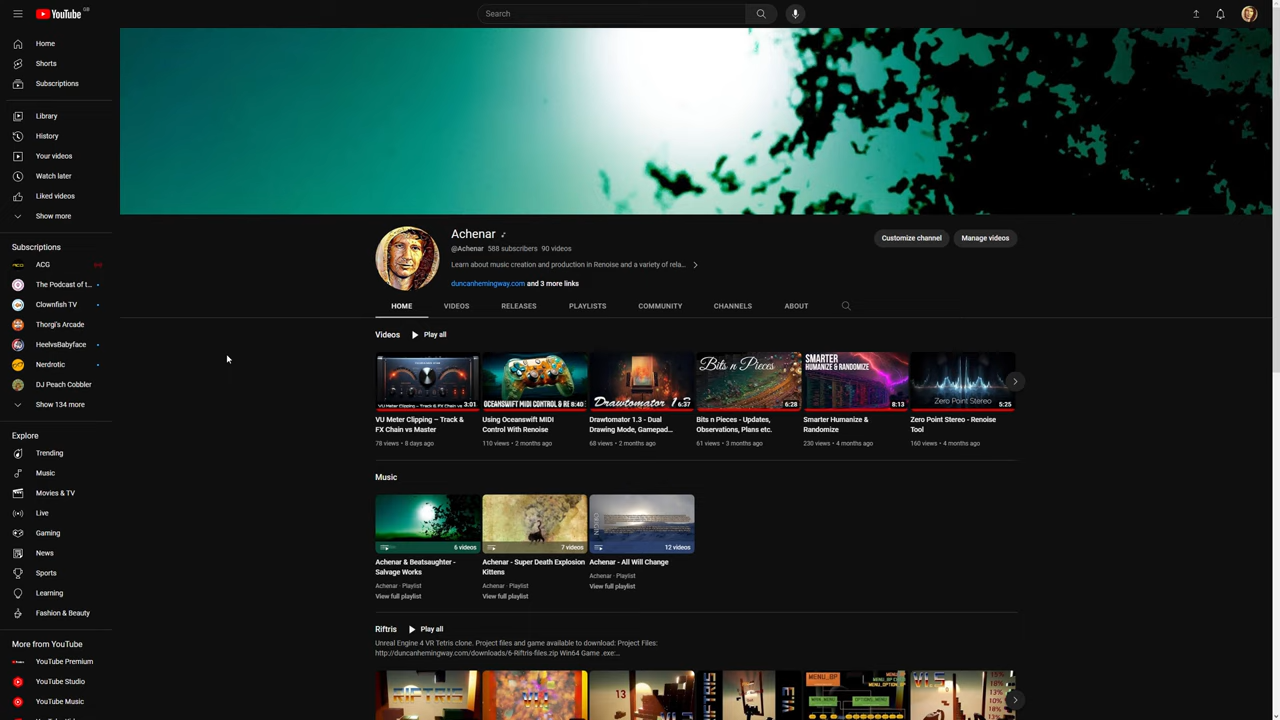 YouTube GB
Search
Home
Shorts
Subscriptions
Library
History
Your videos
Watch later
Liked videos
Show more
Subscriptions
ACG
The Podcast of t...
Clownfish TV
Thorgi's Arcade
HeelvsBabyface
Nerdrotic
DJ Peach Cobbler
Show 134 more
Explore
Trending
Music
Movies & TV
Live
Gaming
News
Sports
Learning
Fashion & Beauty
More from YouTube
YouTube Premium
YouTube Studio
YouTube Music
Achenar
@Achenar 588 subscribers 90 videos
Learn about music creation and production in Renoise and a variety of rela...
duncanhemingway.com and 3 more links
Customize channel
Manage videos
HOME VIDEOS RELEASES PLAYLISTS COMMUNITY CHANNELS ABOUT
Videos Play all
3:01
OCEANSWIFT MIDI CONTROL & RE 8:40
Drawtomator 1.3 6:37
Bits n Pieces 6:28
SMARTER
HUMANIZE & RANDOMIZE
8:13
Zero Point Stereo 5:25
VU Meter Clipping – Track &
FX Chain vs Master
78 views • 8 days ago
Using Oceanswift MIDI
Control With Renoise
110 views • 2 months ago
Drawtomator 1.3 - Dual
Drawing Mode, Gamepad...
68 views • 2 months ago
Bits n Pieces - Updates,
Observations, Plans etc.
61 views • 3 months ago
Smarter Humanize &
Randomize
230 views • 4 months ago
Zero Point Stereo - Renoise
Tool
160 views • 4 months ago
Music
6 videos
7 videos
12 videos
Achenar & Beatsaughter -
Salvage Works
Achenar · Playlist
View full playlist
Achenar - Super Death Explosion
Kittens
Achenar · Playlist
View full playlist
Achenar - All Will Change
Achenar · Playlist
View full playlist
Riftris Play all
Unreal Engine 4 VR Tetris clone. Project files and game available to download: Project Files:
http://duncanhemingway.com/downloads/6-Riftris-files.zip Win64 Game .exe:...
RIFTRIS
13
MENU_BP